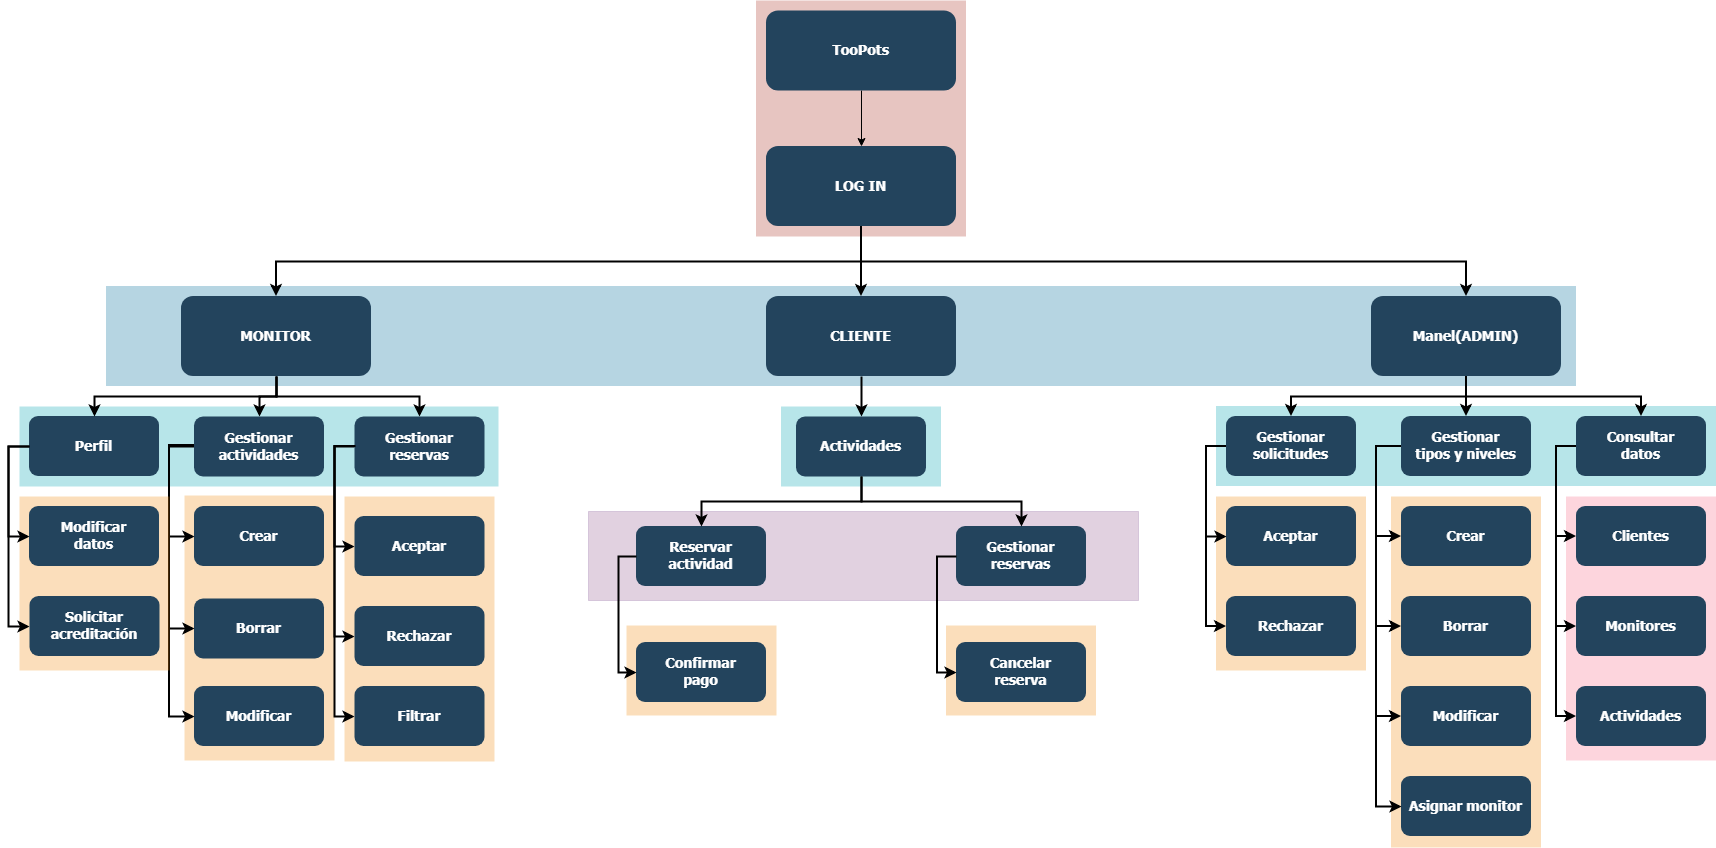 TooPots
LOG IN
MONITOR
CLIENTE
Manel(ADMIN)
Perfil
Gestionar
actividades
Gestionar
reservas
Actividades
Gestionar
solicitudes
Gestionar
tipos y niveles
Consultar
datos
Modificar
datos
Solicitar
acreditación
Crear
Borrar
Modificar
Aceptar
Rechazar
Filtrar
Reservar
actividad
Gestionar
reservas
Confirmar
pago
Cancelar
reserva
Aceptar
Rechazar
Crear
Borrar
Modificar
Asignar monitor
Clientes
Monitores
Actividades